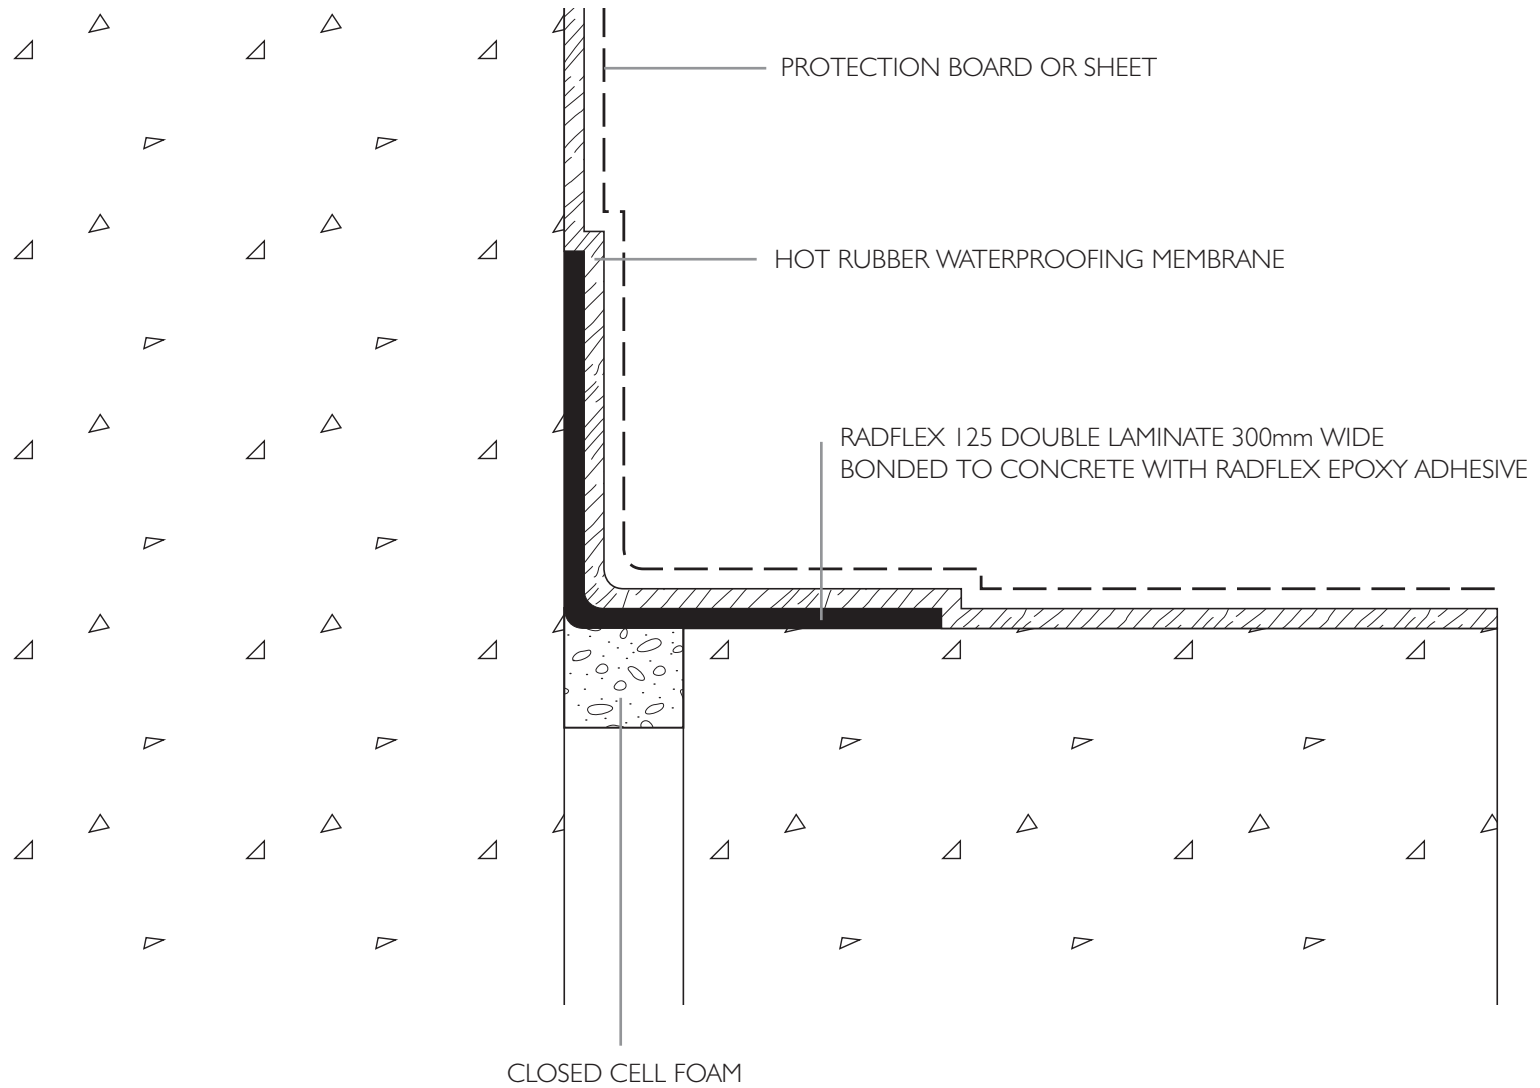 PROTECTION BOARD OR SHEET
HOT RUBBER WATERPROOFING MEMBRANE
RADFLEX 125 DOUBLE LAMINATE 300mm WIDE
BONDED TO CONCRETE WITH RADFLEX EPOXY ADHESIVE
CLOSED CELL FOAM